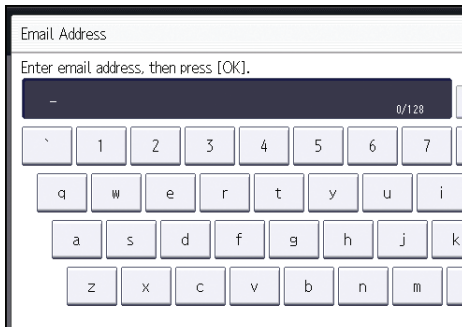 Email Address
Enter email address, then press [OK].
_ 0/128
` 1 2 3 4 5 6 7
q w e r t y u i
a s d f g h j k
z x c v b n m